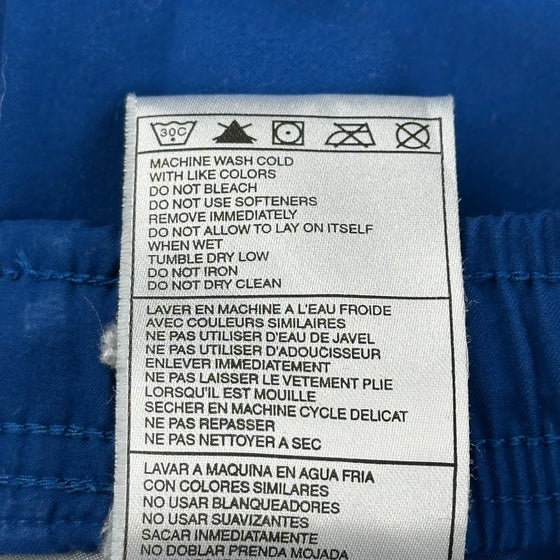 30C
MACHINE WASH COLD
WITH LIKE COLORS
DO NOT BLEACH
DO NOT USE SOFTENERS
REMOVE IMMEDIATELY
DO NOT ALLOW TO LAY ON ITSELF
WHEN WET
TUMBLE DRY LOW
DO NOT IRON
DO NOT DRY CLEAN
LAVER EN MACHINE A L'EAU FROIDE
AVEC COULEURS SIMILAIRES
NE PAS UTILISER D'EAU DE JAVEL
NE PAS UTILISER D'ADOUCISSEUR
ENLEVER IMMEDIATEMENT
NE PAS LAISSER LE VETEMENT PLIE
LORSQU'IL EST MOUILLE
SECHER EN MACHINE CYCLE DELICAT
NE PAS REPASSER
NE PAS NETTOYER A SEC
LAVAR A MAQUINA EN AGUA FRIA
CON COLORES SIMILARES
NO USAR BLANQUEADORES
NO USAR SUAVIZANTES
SACAR INMEDIATAMENTE
NO DOBLAR PRENDA MOJADA